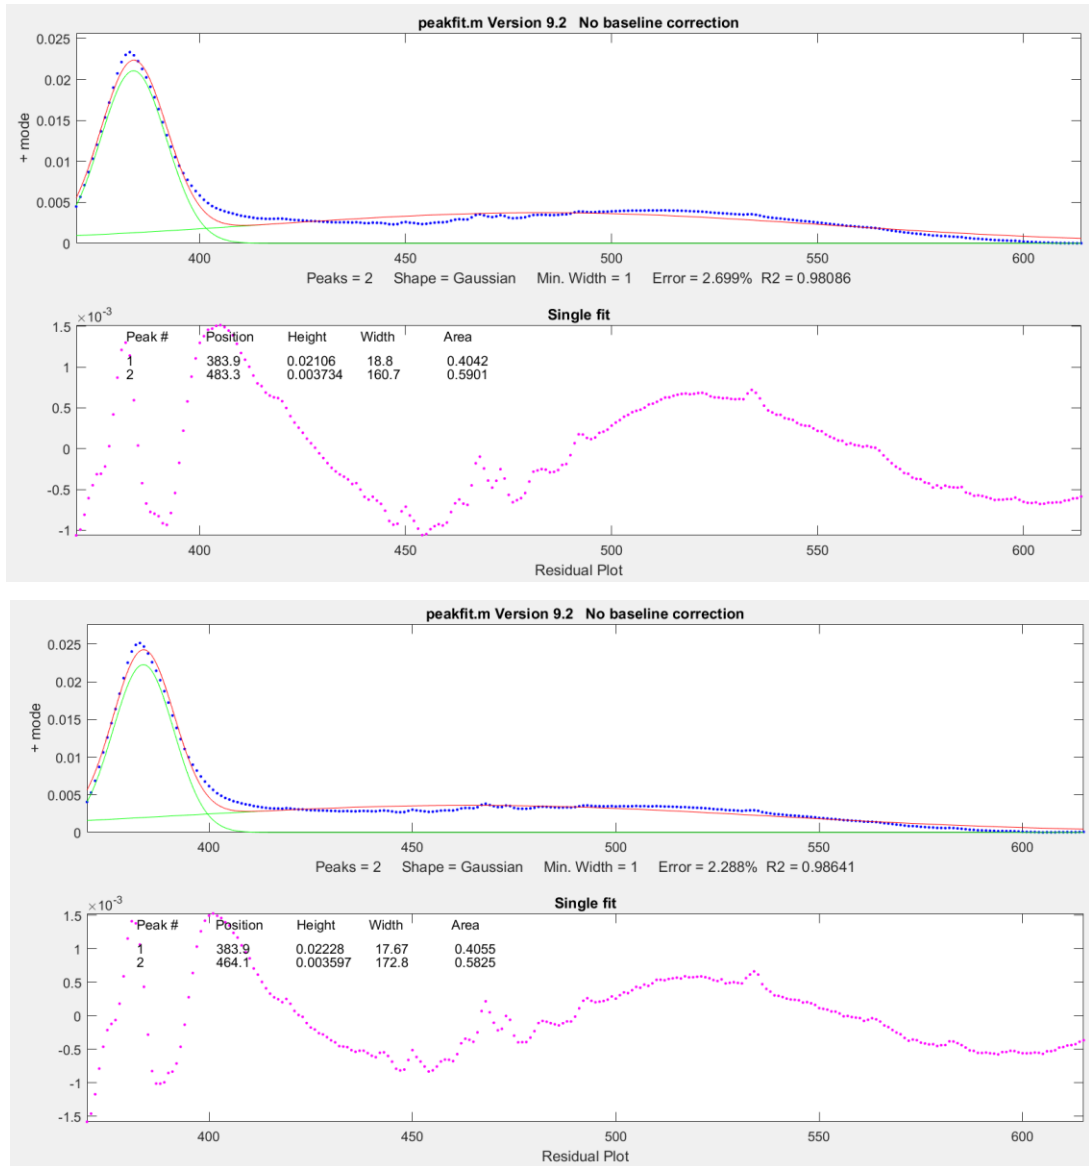 peakfit.m Version 9.2   No baseline correction
0.025
0.02
0.015
0.01
0.005
0
+ mode
400 450 500 550 600
Peaks = 2     Shape = Gaussian     Min. Width = 1     Error = 2.699%  R2 = 0.98086
Single fit
×10⁻³
1.5
1
0.5
0
-0.5
-1
Peak # Position Height Width Area
1 383.9 0.02106 18.8 0.4042
2 483.3 0.003734 160.7 0.5901
400 450 500 550 600
Residual Plot
peakfit.m Version 9.2   No baseline correction
0.025
0.02
0.015
0.01
0.005
0
+ mode
400 450 500 550 600
Peaks = 2     Shape = Gaussian     Min. Width = 1     Error = 2.288%  R2 = 0.98641
Single fit
×10⁻³
1.5
1
0.5
0
-0.5
-1
-1.5
Peak # Position Height Width Area
1 383.9 0.02228 17.67 0.4055
2 464.1 0.003597 172.8 0.5825
400 450 500 550 600
Residual Plot